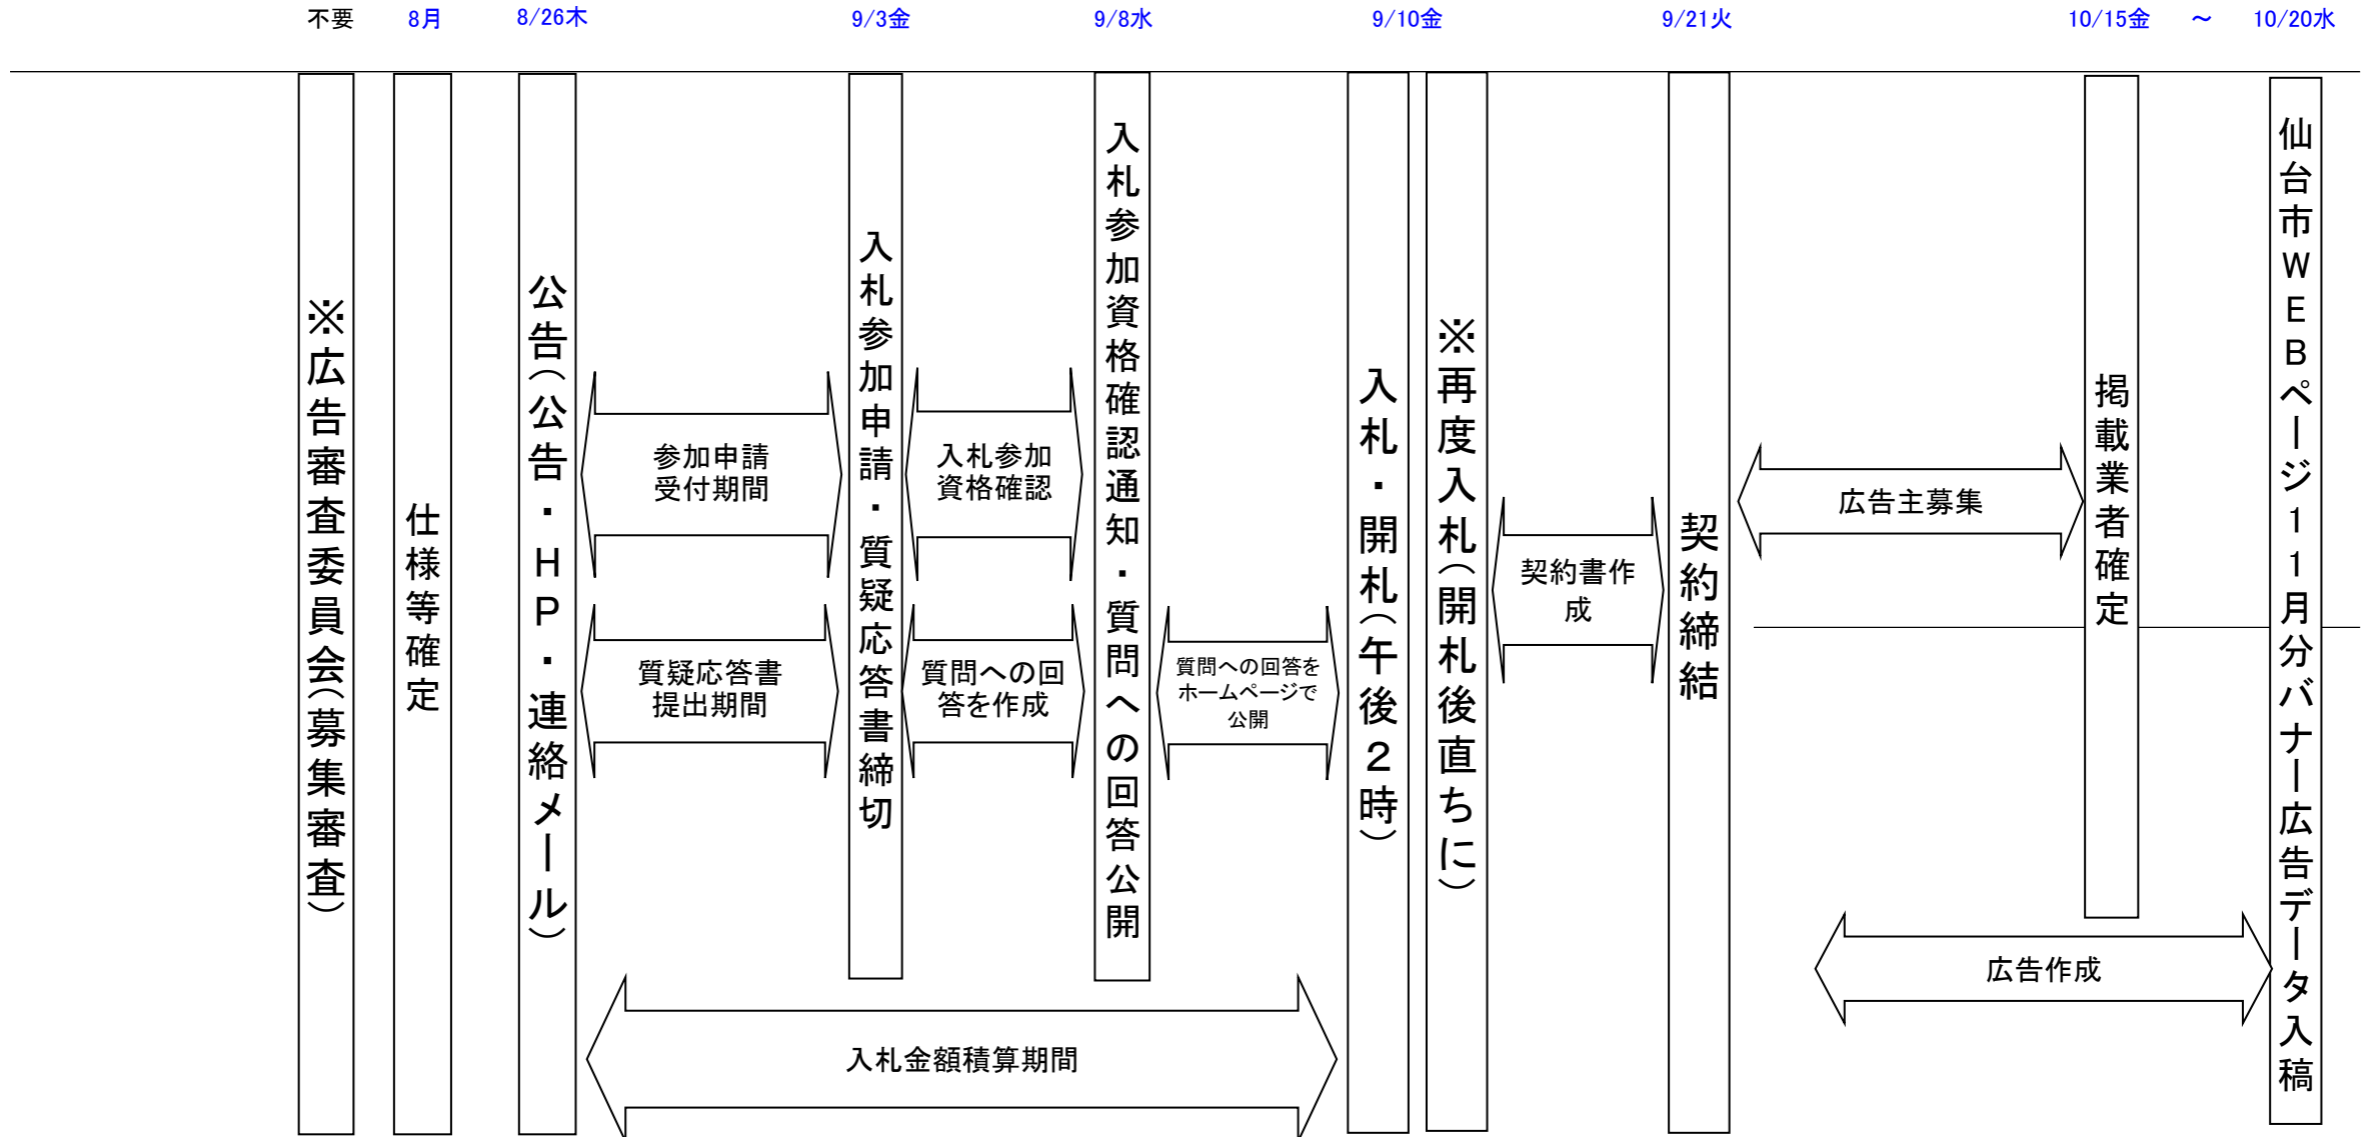 不要 8月 8/26木 9/3金 9/8水 9/10金 9/21火 10/15金 ～ 10/20水
※広告審査委員会（募集審査）
仕様等確定
公告（公告・HP・連絡メール）
参加申請
受付期間
質疑応答書
提出期間
入札参加申請・質疑応答書締切
入札参加
資格確認
質問への回
答を作成
入札参加資格確認通知・質問への回答公開
質問への回答を
ホームページで
公開
入札金額積算期間
入札・開札（午後２時）
※再度入札（開札後直ちに）
契約書作
成
契約締結
広告主募集
掲載業者確定
広告作成
仙台市WEBページ11月分バナー広告データ入稿